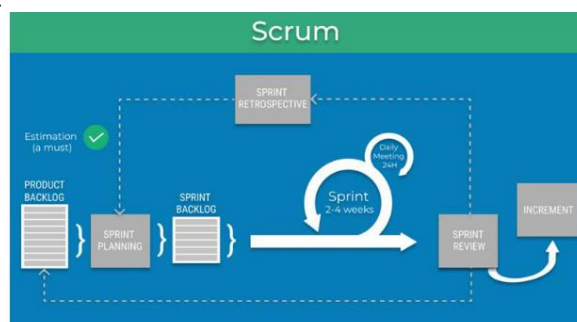 Scrum
SPRINT
RETROSPECTIVE
Estimation
(a must)
Daily
Meeting
24H
PRODUCT
BACKLOG
SPRINT
PLANNING
SPRINT
BACKLOG
Sprint
2-4 weeks
SPRINT
REVIEW
INCREMENT